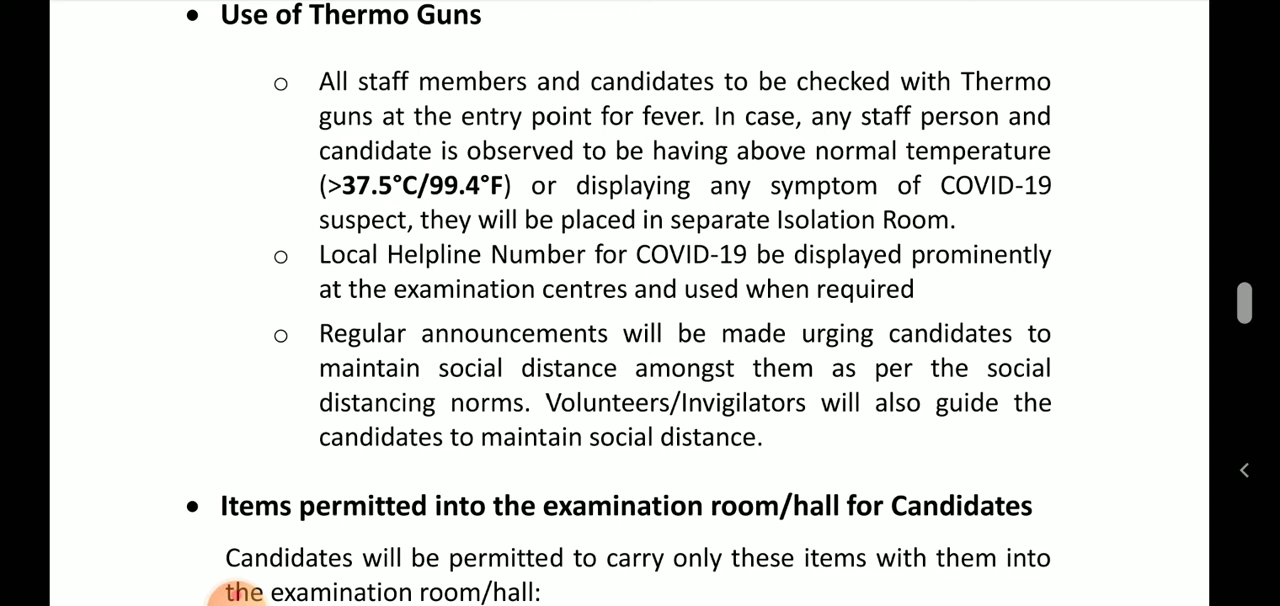 • Use of Thermo Guns
o All staff members and candidates to be checked with Thermo
guns at the entry point for fever. In case, any staff person and
candidate is observed to be having above normal temperature
(>37.5°C/99.4°F) or displaying any symptom of COVID-19
suspect, they will be placed in separate Isolation Room.
o Local Helpline Number for COVID-19 be displayed prominently
at the examination centres and used when required
o Regular announcements will be made urging candidates to
maintain social distance amongst them as per the social
distancing norms. Volunteers/Invigilators will also guide the
candidates to maintain social distance.
• Items permitted into the examination room/hall for Candidates
Candidates will be permitted to carry only these items with them into
the examination room/hall: